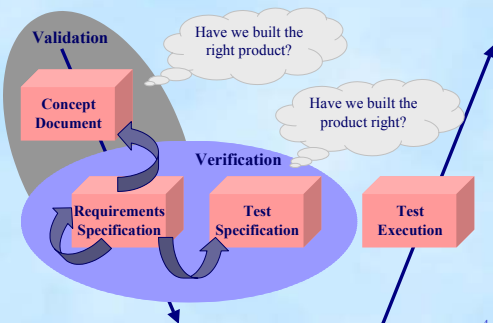 Validation
Have we built the
right product?
Concept
Document
Have we built the
product right?
Verification
Requirements
Specification
Test
Specification
Test
Execution